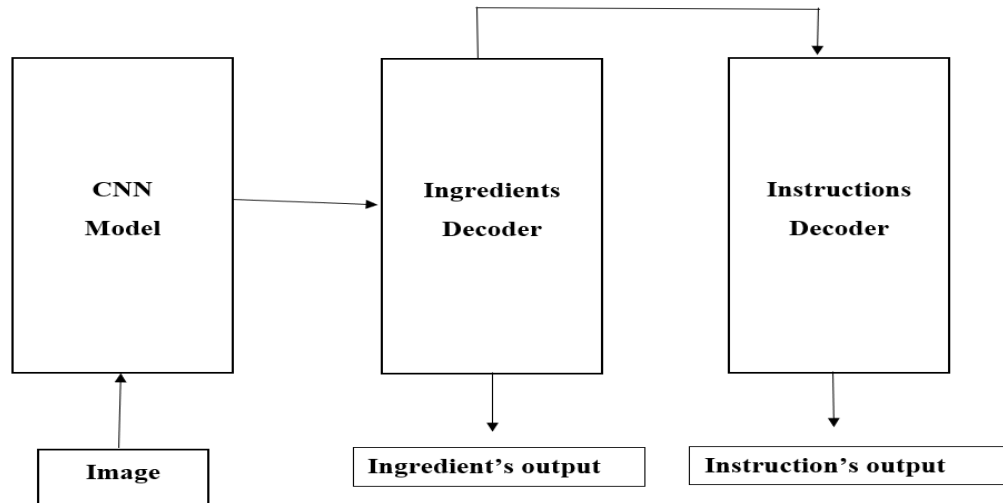 CNN
Model
Ingredients
Decoder
Instructions
Decoder
Image
Ingredient’s output
Instruction’s output